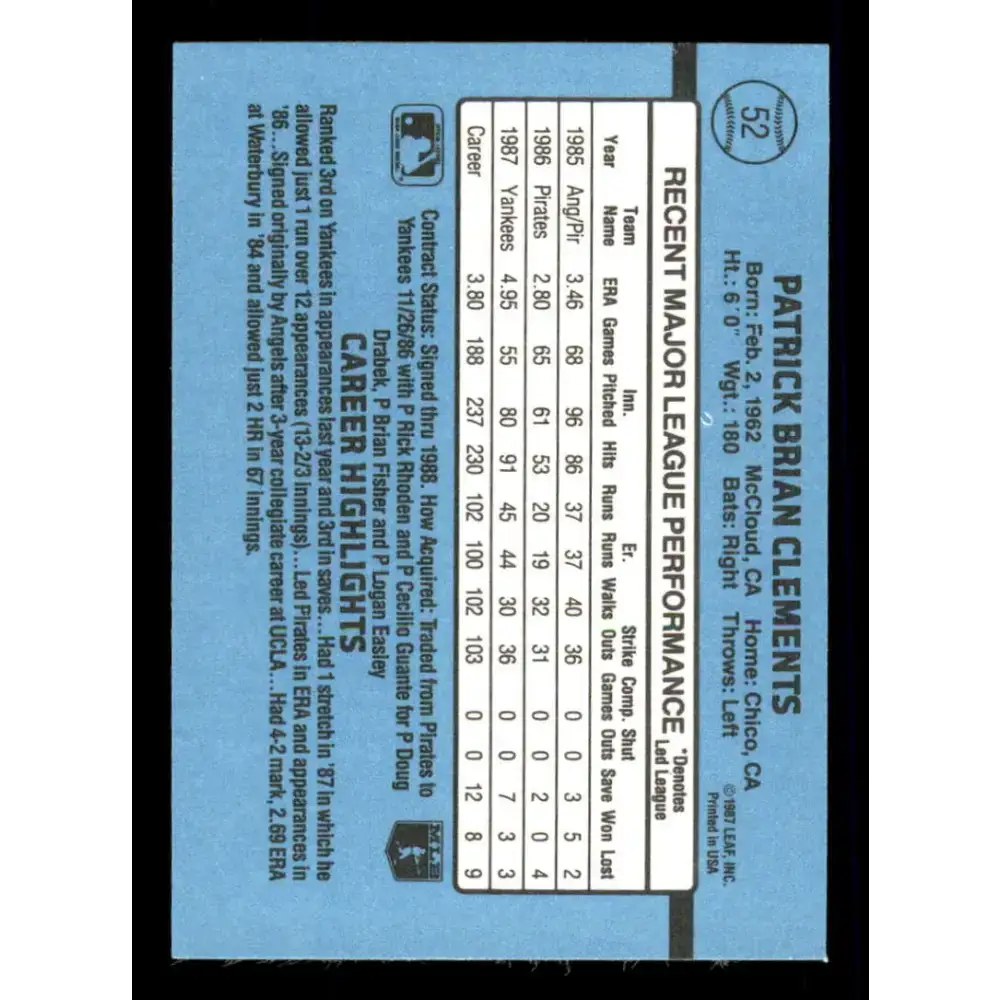 52
PATRICK BRIAN CLEMENTS
Born: Feb. 2, 1962 McCloud, CA Home: Chico, CA
Ht.: 6'0" Wgt.: 180 Bats: Right Throws: Left
©1987 LEAF, INC.
Printed in USA
RECENT MAJOR LEAGUE PERFORMANCE *Denotes Led League
Year Team Name ERA Games Inn. Pitched Hits Runs Er. Runs Walks Strike Outs Comp. Games Shut Outs Save Won Lost
1985 Ang/Pir 3.46 68 96 86 37 37 40 36 0 0 3 5 2
1986 Pirates 2.80 65 61 53 20 19 32 31 0 0 2 0 4
1987 Yankees 4.95 55 80 91 45 44 30 36 0 0 7 3 3
Career 3.80 188 237 230 102 100 102 103 0 0 12 8 9
Contract Status: Signed thru 1988. How Acquired: Traded from Pirates to
Yankees 11/26/86 with P Rick Rhoden and P Cecilio Guante for P Doug
Drabek, P Brian Fisher and P Logan Easley
MLB
CAREER HIGHLIGHTS
Ranked 3rd on Yankees in appearances last year and 3rd in saves...Had 1 stretch in '87 in which he
allowed just 1 run over 12 appearances (13-2/3 innings)...Led Pirates in ERA and appearances in
'86...Signed originally by Angels after 3-year collegiate career at UCLA...Had 4-2 mark, 2.69 ERA
at Waterbury in '84 and allowed just 2 HR in 67 innings.